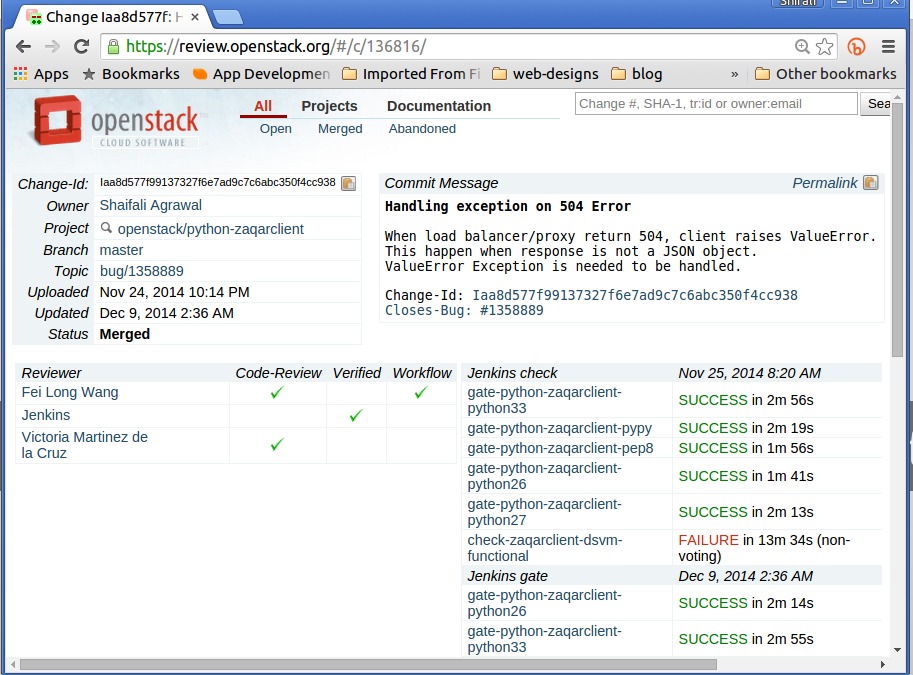 Shirali
Change Iaa8d577f: H
https://review.openstack.org/#/c/136816/
Apps Bookmarks App Developmen Imported From Fi web-designs blog » Other bookmarks
openstack
CLOUD SOFTWARE
All Projects Documentation
Open Merged Abandoned
Change #, SHA-1, tr:id or owner:email Sea
Change-Id: Iaa8d577f99137327f6e7ad9c7c6abc350f4cc938
Owner Shaifali Agrawal
Project openstack/python-zaqarclient
Branch master
Topic bug/1358889
Uploaded Nov 24, 2014 10:14 PM
Updated Dec 9, 2014 2:36 AM
Status Merged
Commit Message Permalink
Handling exception on 504 Error
When load balancer/proxy return 504, client raises ValueError.
This happen when response is not a JSON object.
ValueError Exception is needed to be handled.
Change-Id: Iaa8d577f99137327f6e7ad9c7c6abc350f4cc938
Closes-Bug: #1358889
Reviewer Code-Review Verified Workflow
Fei Long Wang
Jenkins
Victoria Martinez de
la Cruz
Jenkins check Nov 25, 2014 8:20 AM
gate-python-zaqarclient-
python33 SUCCESS in 2m 56s
gate-python-zaqarclient-pypy SUCCESS in 2m 19s
gate-python-zaqarclient-pep8 SUCCESS in 1m 56s
gate-python-zaqarclient-
python26 SUCCESS in 1m 41s
gate-python-zaqarclient-
python27 SUCCESS in 2m 13s
check-zaqarclient-dsvm- FAILURE in 13m 34s (non-
functional voting)
Jenkins gate Dec 9, 2014 2:36 AM
gate-python-zaqarclient-
python26 SUCCESS in 2m 14s
gate-python-zaqarclient-
python33 SUCCESS in 2m 55s